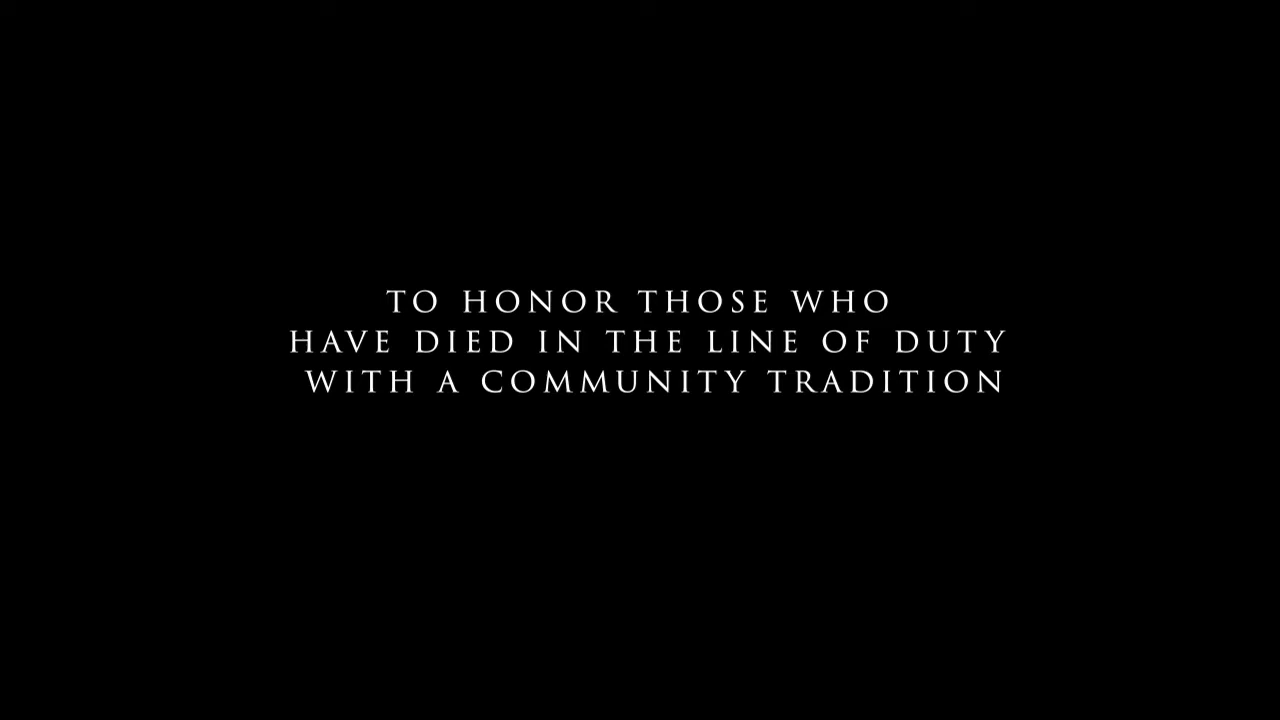 TO HONOR THOSE WHO
HAVE DIED IN THE LINE OF DUTY
WITH A COMMUNITY TRADITION